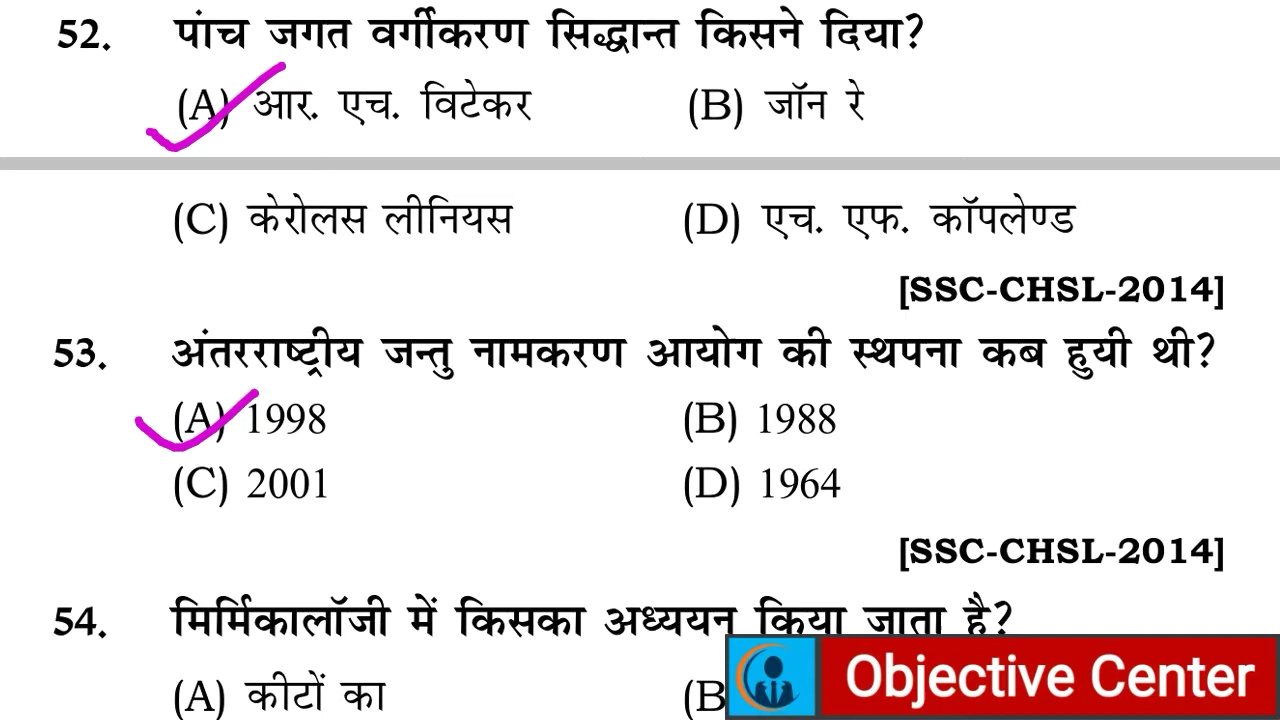 52. पांच जगत वर्गीकरण सिद्धान्त किसने दिया?
(A) आर. एच. विटेकर (B) जॉन रे
(C) केरोलस लीनियस (D) एच. एफ. कॉपलेण्ड
[SSC-CHSL-2014]
53. अंतरराष्ट्रीय जन्तु नामकरण आयोग की स्थपना कब हुयी थी?
(A) 1998 (B) 1988
(C) 2001 (D) 1964
[SSC-CHSL-2014]
54. मिर्मिकालॉजी में किसका अध्ययन किया जाता है?
(A) कीटों का (B
Objective Center